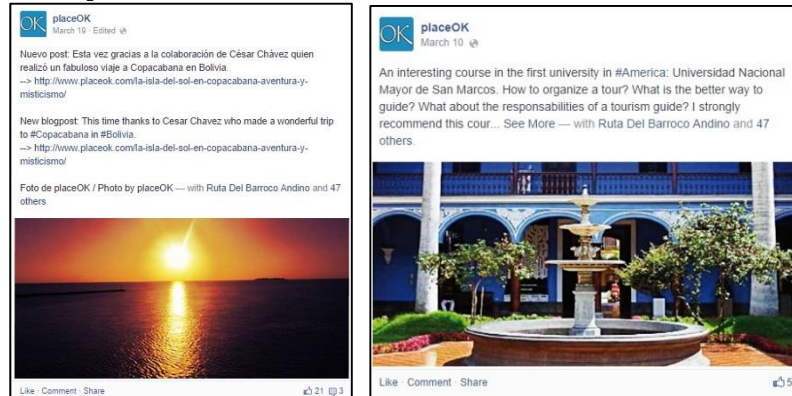 placeOK
March 19 · Edited
Nuevo post: Esta vez gracias a la colaboración de César Chávez quien
realizó un fabuloso viaje a Copacabana en Bolivia.
--> http://www.placeok.com/la-isla-del-sol-en-copacabana-aventura-y-
misticismo/
New blogpost: This time thanks to Cesar Chavez who made a wonderful trip
to #Copacabana in #Bolivia.
--> http://www.placeok.com/la-isla-del-sol-en-copacabana-aventura-y-
misticismo/
Foto de placeOK / Photo by placeOK — with Ruta Del Barroco Andino and 47
others.
Like · Comment · Share 21 3
OK
placeOK
March 10
An interesting course in the first university in #America: Universidad Nacional
Mayor de San Marcos. How to organize a tour? What is the better way to
guide? What about the responsabilities of a tourism guide? I strongly
recommend this cour... See More — with Ruta Del Barroco Andino and 47
others.
Like · Comment · Share 5
OK